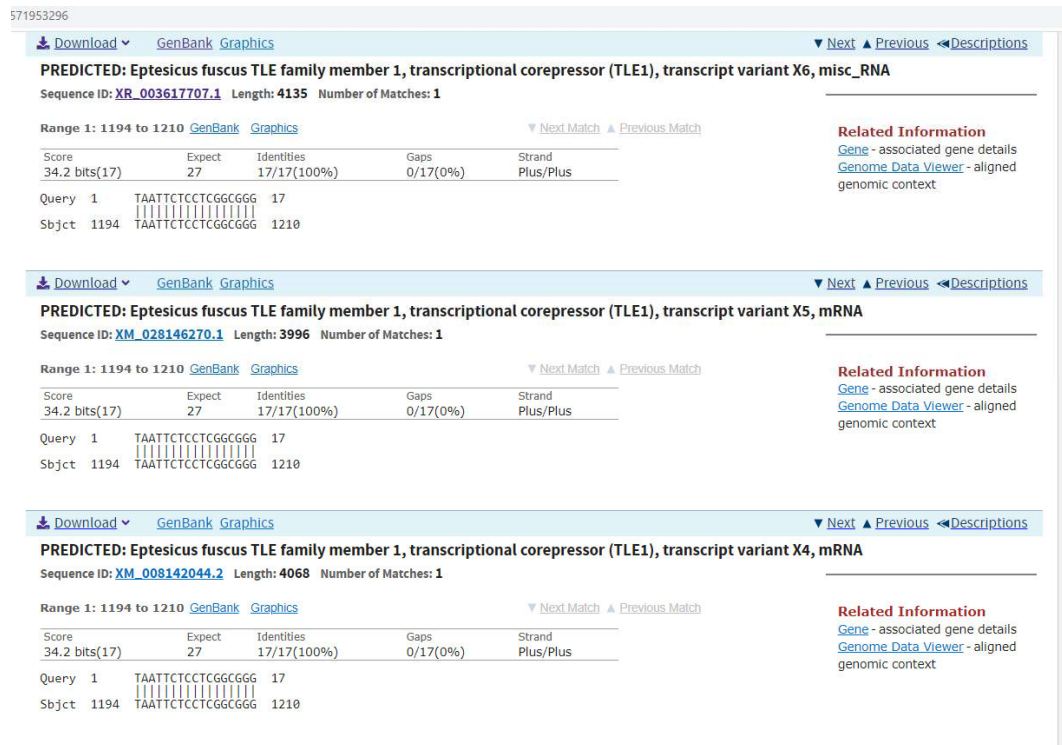 571953296
Download GenBank Graphics Next Previous Descriptions
PREDICTED: Eptesicus fuscus TLE family member 1, transcriptional corepressor (TLE1), transcript variant X6, misc_RNA
Sequence ID: XR_003617707.1 Length: 4135 Number of Matches: 1
Range 1: 1194 to 1210 GenBank Graphics Next Match Previous Match
Score Expect Identities Gaps Strand
34.2 bits(17) 27 17/17(100%) 0/17(0%) Plus/Plus
Query 1 TAATTCTCCTCGGCGGG 17
|||||||||||||||||
Sbjct 1194 TAATTCTCCTCGGCGGG 1210
Related Information
Gene - associated gene details
Genome Data Viewer - aligned
genomic context
Download GenBank Graphics Next Previous Descriptions
PREDICTED: Eptesicus fuscus TLE family member 1, transcriptional corepressor (TLE1), transcript variant X5, mRNA
Sequence ID: XM_028146270.1 Length: 3996 Number of Matches: 1
Range 1: 1194 to 1210 GenBank Graphics Next Match Previous Match
Score Expect Identities Gaps Strand
34.2 bits(17) 27 17/17(100%) 0/17(0%) Plus/Plus
Query 1 TAATTCTCCTCGGCGGG 17
|||||||||||||||||
Sbjct 1194 TAATTCTCCTCGGCGGG 1210
Related Information
Gene - associated gene details
Genome Data Viewer - aligned
genomic context
Download GenBank Graphics Next Previous Descriptions
PREDICTED: Eptesicus fuscus TLE family member 1, transcriptional corepressor (TLE1), transcript variant X4, mRNA
Sequence ID: XM_008142044.2 Length: 4068 Number of Matches: 1
Range 1: 1194 to 1210 GenBank Graphics Next Match Previous Match
Score Expect Identities Gaps Strand
34.2 bits(17) 27 17/17(100%) 0/17(0%) Plus/Plus
Query 1 TAATTCTCCTCGGCGGG 17
|||||||||||||||||
Sbjct 1194 TAATTCTCCTCGGCGGG 1210
Related Information
Gene - associated gene details
Genome Data Viewer - aligned
genomic context